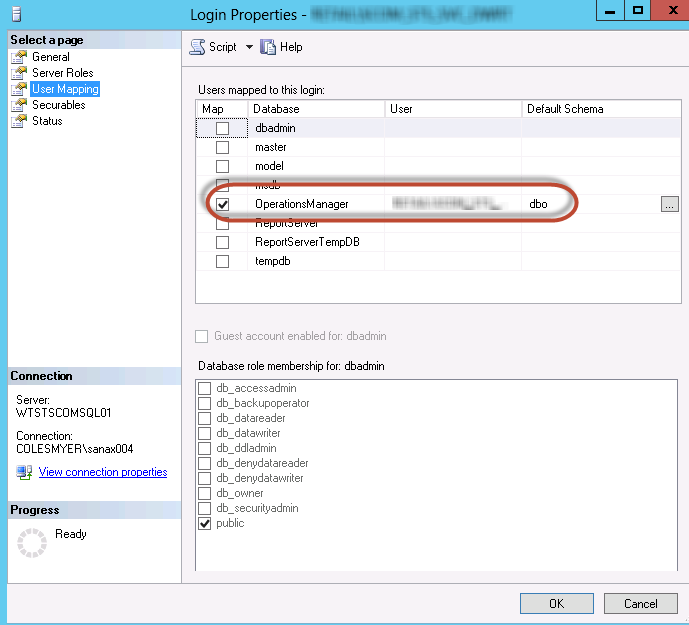 Login Properties -
Select a page
General
Server Roles
User Mapping
Securables
Status
Script Help
Users mapped to this login:
Map Database User Default Schema
dbadmin
master
model
msdb
OperationsManager dbo ...
ReportServer
ReportServerTempDB
tempdb
Guest account enabled for: dbadmin
Database role membership for: dbadmin
db_accessadmin
db_backupoperator
db_datareader
db_datawriter
db_ddladmin
db_denydatareader
db_denydatawriter
db_owner
db_securityadmin
public
Connection
Server:
WTSTSCOMSQL01
Connection:
COLESMYER\sanax004
View connection properties
Progress
Ready
OK Cancel